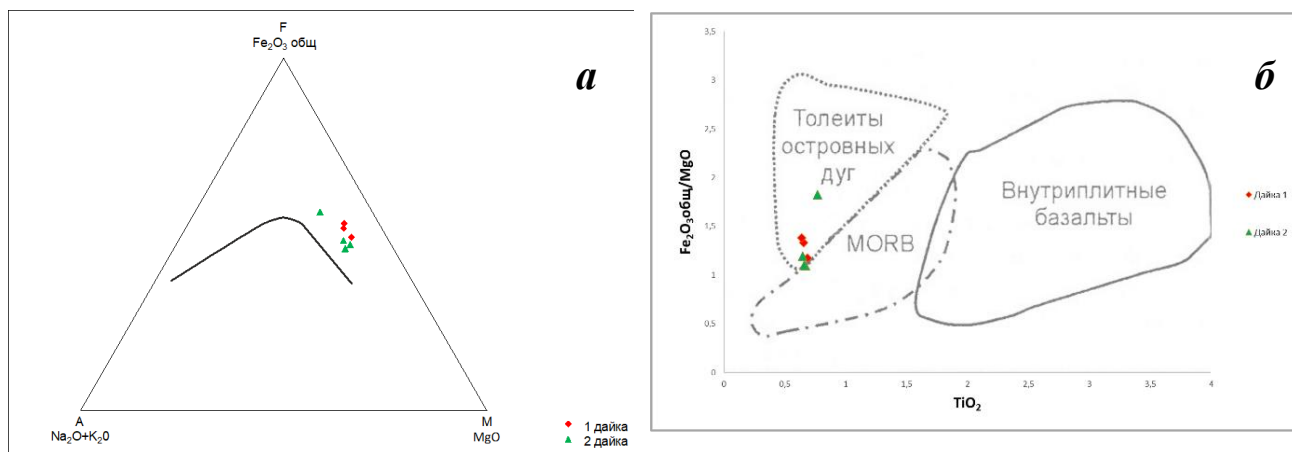 F
Fe₂O₃ общ
а
A
Na₂O+K₂0
M
MgO
1 дайка
2 дайка
б
Fe₂O₃общ/MgO
3,5
3
2,5
2
1,5
1
0,5
0
Толеиты
островных
дуг
MORB
Внутриплитные
базальты
Дайка 1
Дайка 2
0
0,5
1
1,5
2
2,5
3
3,5
4
TiO₂